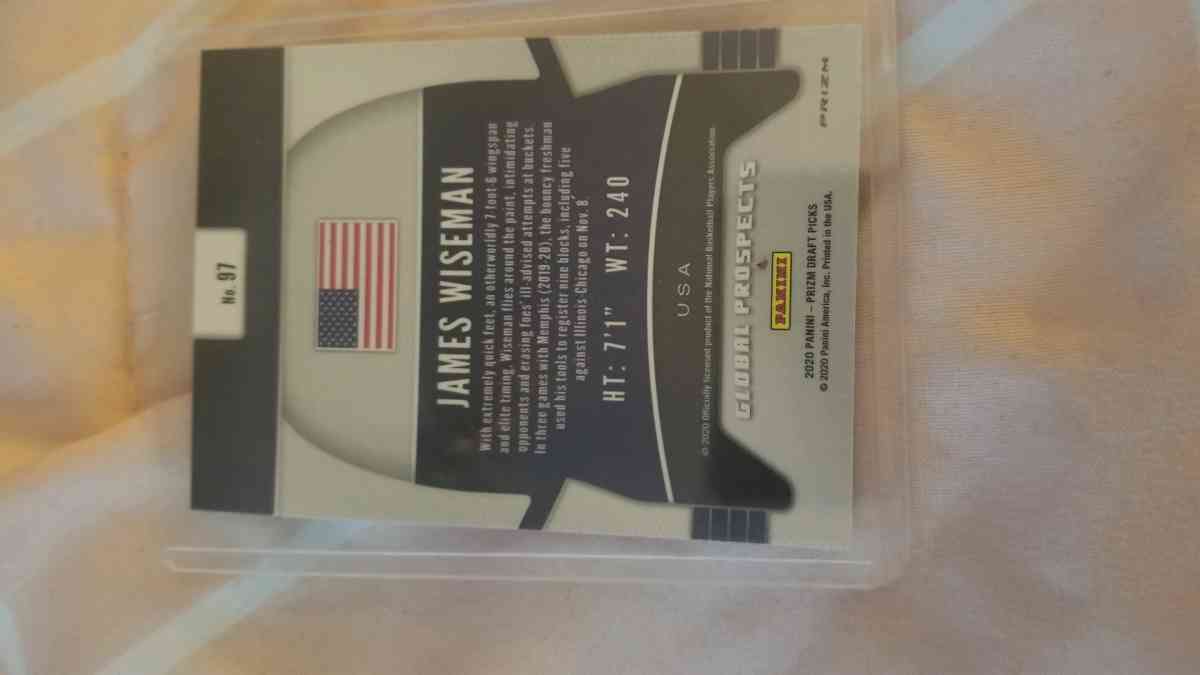 No. 97
JAMES WISEMAN
With extremely quick feet, an otherworldly 7 foot-6 wingspan
and elite timing, Wiseman flies around the paint, intimidating
opponents and erasing foes' ill-advised attempts at buckets.
In three games with Memphis (2019-20), the bouncy freshman
used his tools to register nine blocks, including five
against Illinois-Chicago on Nov. 8.
HT: 7'1" WT: 240
USA
© 2020 Officially licensed product of the National Basketball Players Association.
GLOBAL PROSPECTS
PANINI
2020 PANINI – PRIZM DRAFT PICKS
© 2020 Panini America, Inc. Printed in the USA.
PRIZM